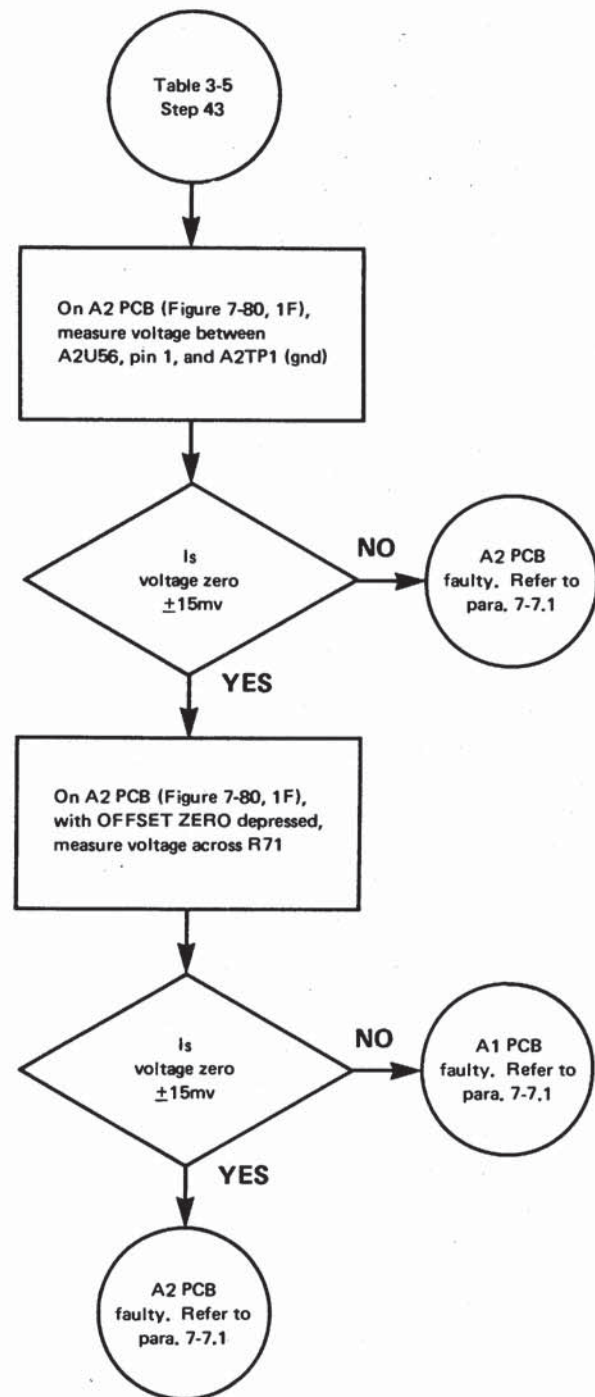 Table 3-5
Step 43
On A2 PCB (Figure 7-80, 1F),
measure voltage between
A2U56, pin 1, and A2TP1 (gnd)
Is
voltage zero
±15mv
NO
A2 PCB
faulty. Refer to
para. 7-7.1
YES
On A2 PCB (Figure 7-80, 1F),
with OFFSET ZERO depressed,
measure voltage across R71
Is
voltage zero
±15mv
NO
A1 PCB
faulty. Refer to
para. 7-7.1
YES
A2 PCB
faulty. Refer to
para. 7-7.1